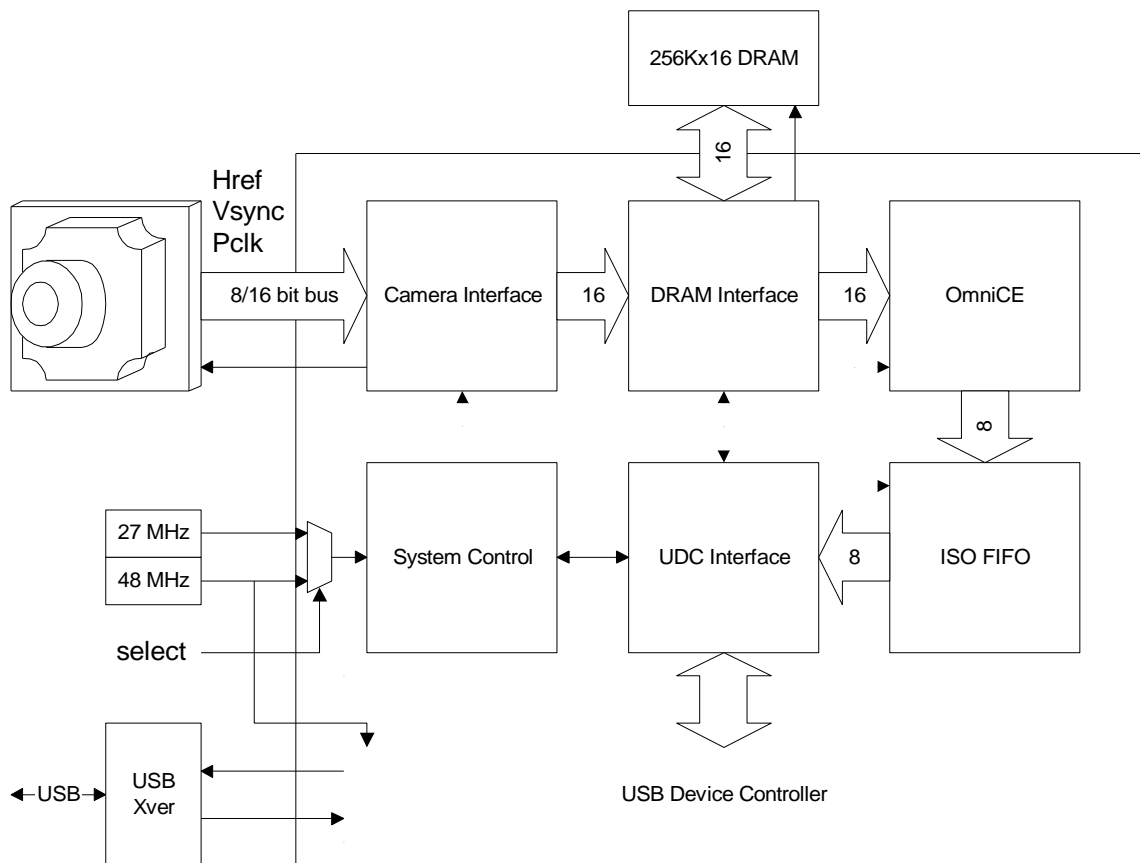 256Kx16 DRAM
16
Href
Vsync
Pclk
8/16 bit bus
Camera Interface
16
DRAM Interface
16
OmniCE
8
27 MHz
48 MHz
System Control
UDC Interface
8
ISO FIFO
select
USB
USB
Xver
USB Device Controller